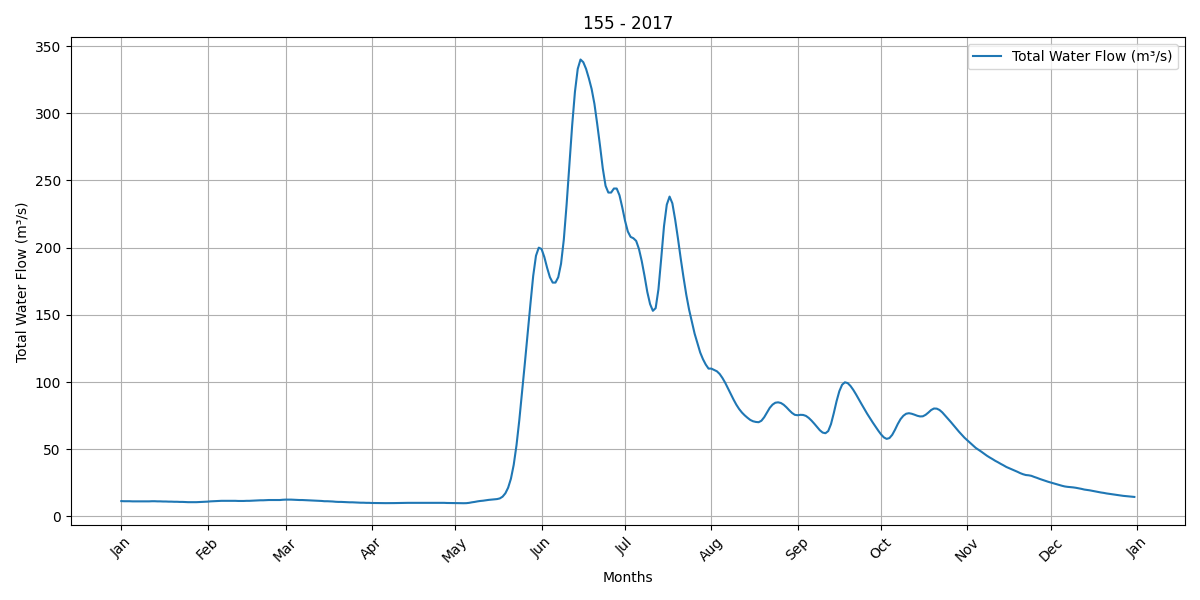 155 - 2017
Total Water Flow (m³/s)
350
300
250
200
150
100
50
0
Total Water Flow (m³/s)
Jan
Feb
Mar
Apr
May
Jun
Jul
Aug
Sep
Oct
Nov
Dec
Jan
Months